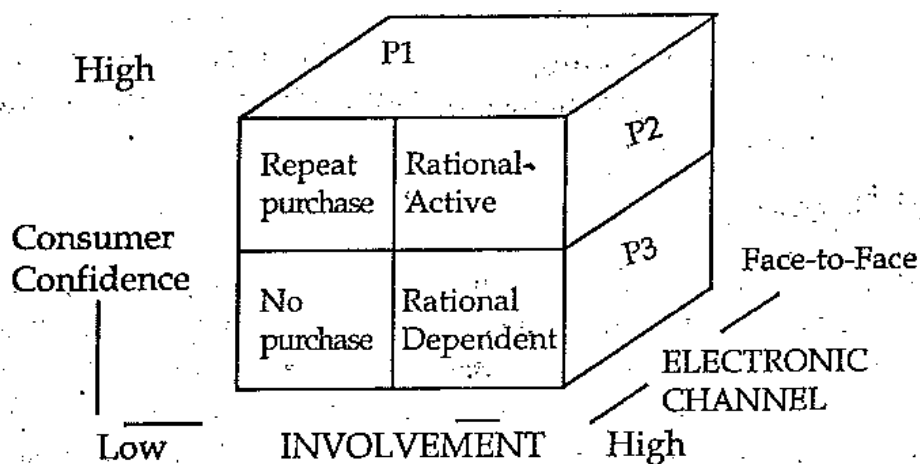 P1
High
P2
Repeat
purchase
Rational-
Active
P3
Consumer
Confidence
Face-to-Face
No
purchase
Rational
Dependent
ELECTRONIC
CHANNEL
Low
INVOLVEMENT
High